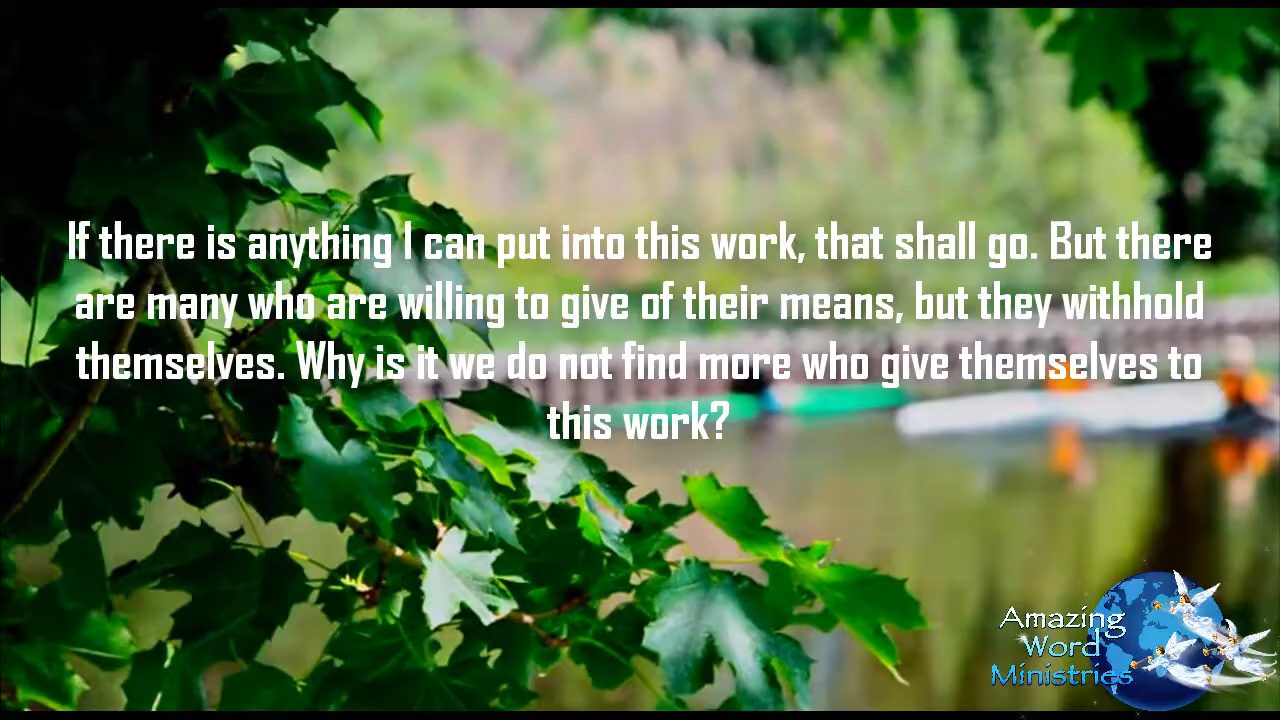 If there is anything I can put into this work, that shall go. But there
are many who are willing to give of their means, but they withhold
themselves. Why is it we do not find more who give themselves to
this work?
Amazing
Word
Ministries